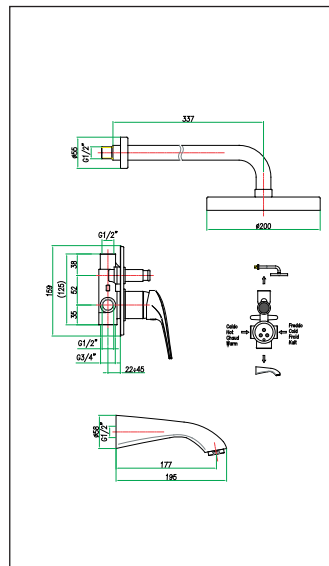 337
ø55
G1/2"
ø200
G1/2"
38
159
(125)
52
35
G1/2"
G3/4"
22÷45
Caldo
Hot
Chaud
Warm
Freddo
Cold
Froid
Kalt
ø58
G1/2"
177
195